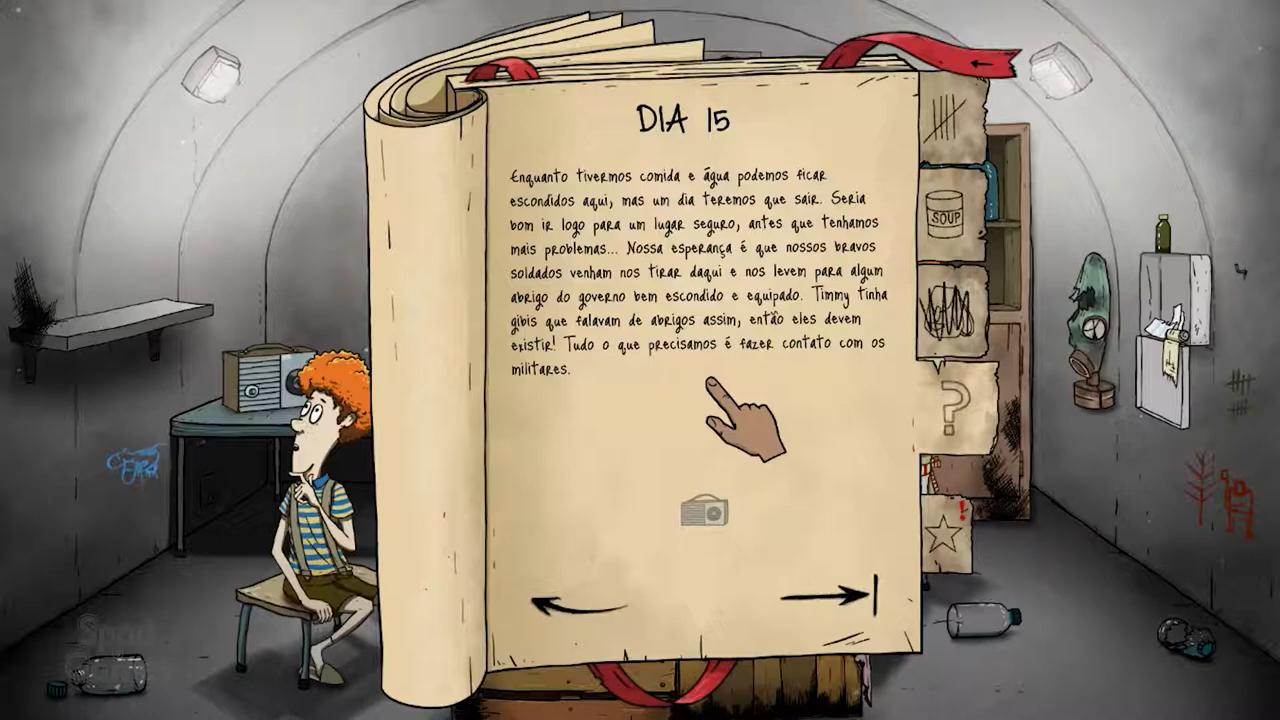 DIA 15
Enquanto tivermos comida e água podemos ficar
escondidos aqui, mas um dia teremos que sair. Seria
bom ir logo para um lugar seguro, antes que tenhamos
mais problemas... Nossa esperança é que nossos bravos
soldados venham nos tirar daqui e nos levem para algum
abrigo do governo bem escondido e equipado. Timmy tinha
gibis que falavam de abrigos assim, então eles devem
existir! Tudo o que precisamos é fazer contato com os
militares.
SOUP
?
!